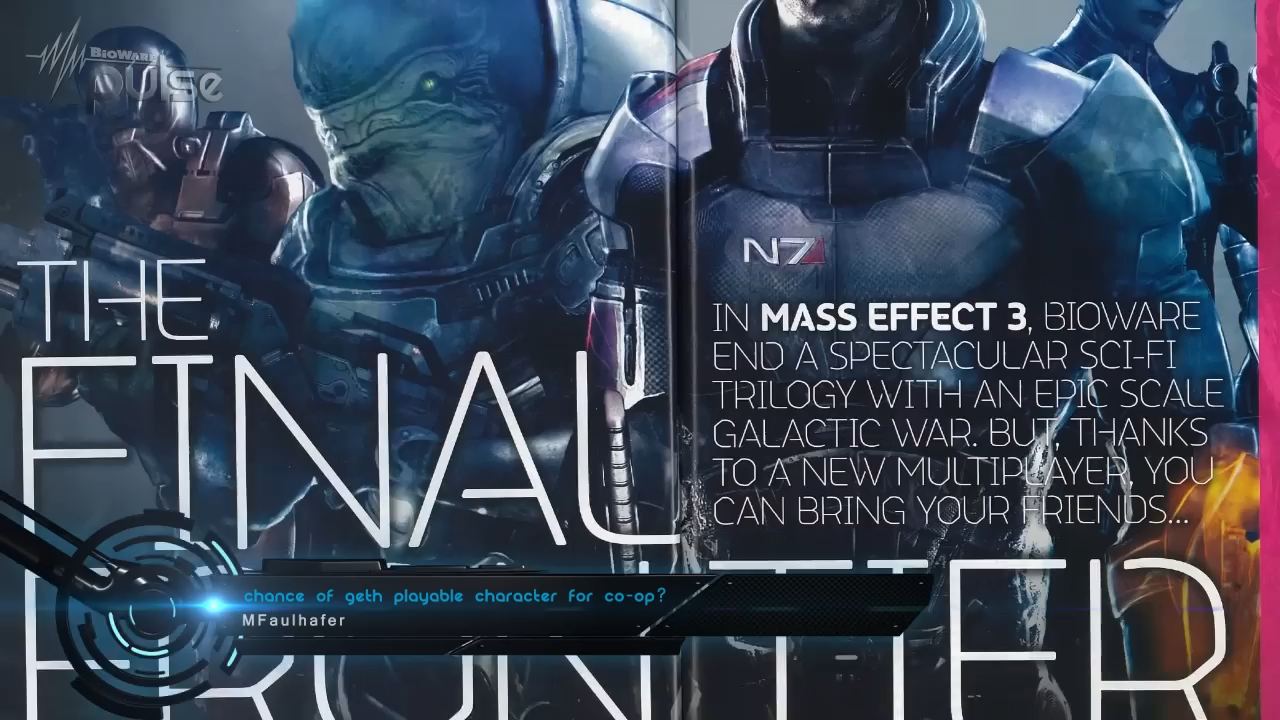 BIOWARE
pulse
N7
THE
FINAL
FRONTIER
IN MASS EFFECT 3, BIOWARE
END A SPECTACULAR SCI-FI
TRILOGY WITH AN EPIC SCALE
GALACTIC WAR. BUT, THANKS
TO A NEW MULTIPLAYER, YOU
CAN BRING YOUR FRIENDS...
chance of geth playable character for co-op?
MFaulhafer